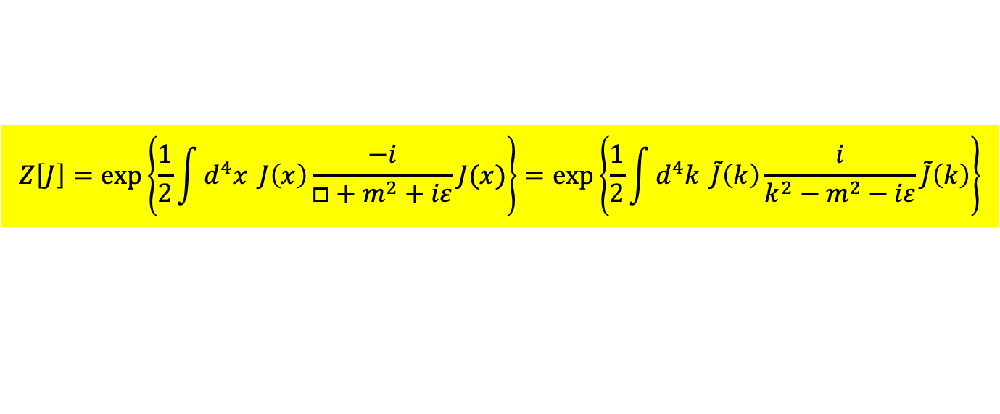 Z[J] = exp{1/2 ∫ d⁴x J(x) −i/(□ + m² + iε) J(x)} = exp{1/2 ∫ d⁴k J̃(k) i/(k² − m² − iε) J̃(k)}